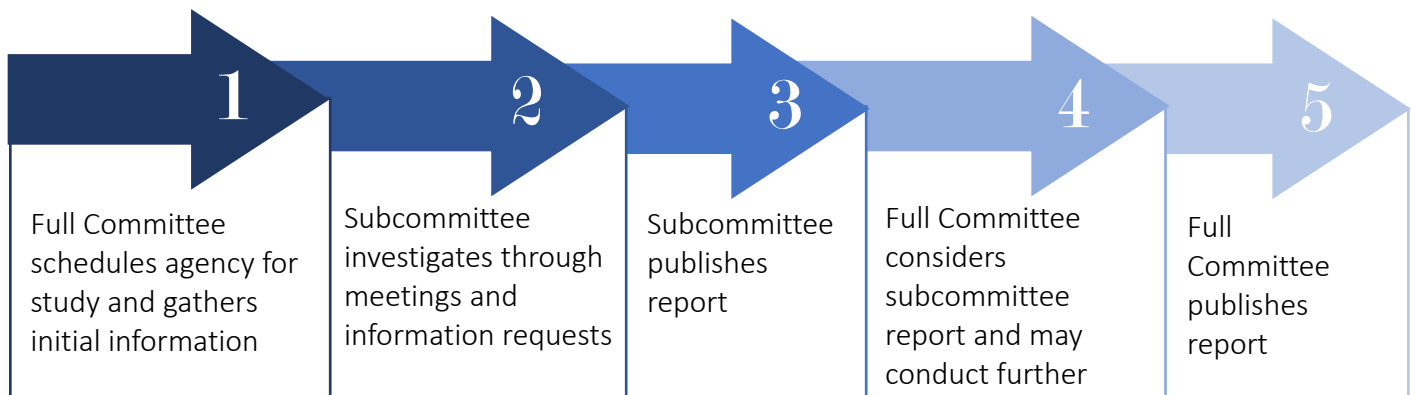 1
2
3
4
5
Full Committee
schedules agency for
study and gathers
initial information
Subcommittee
investigates through
meetings and
information requests
Subcommittee
publishes
report
Full Committee
considers
subcommittee
report and may
conduct further
Full
Committee
publishes
report